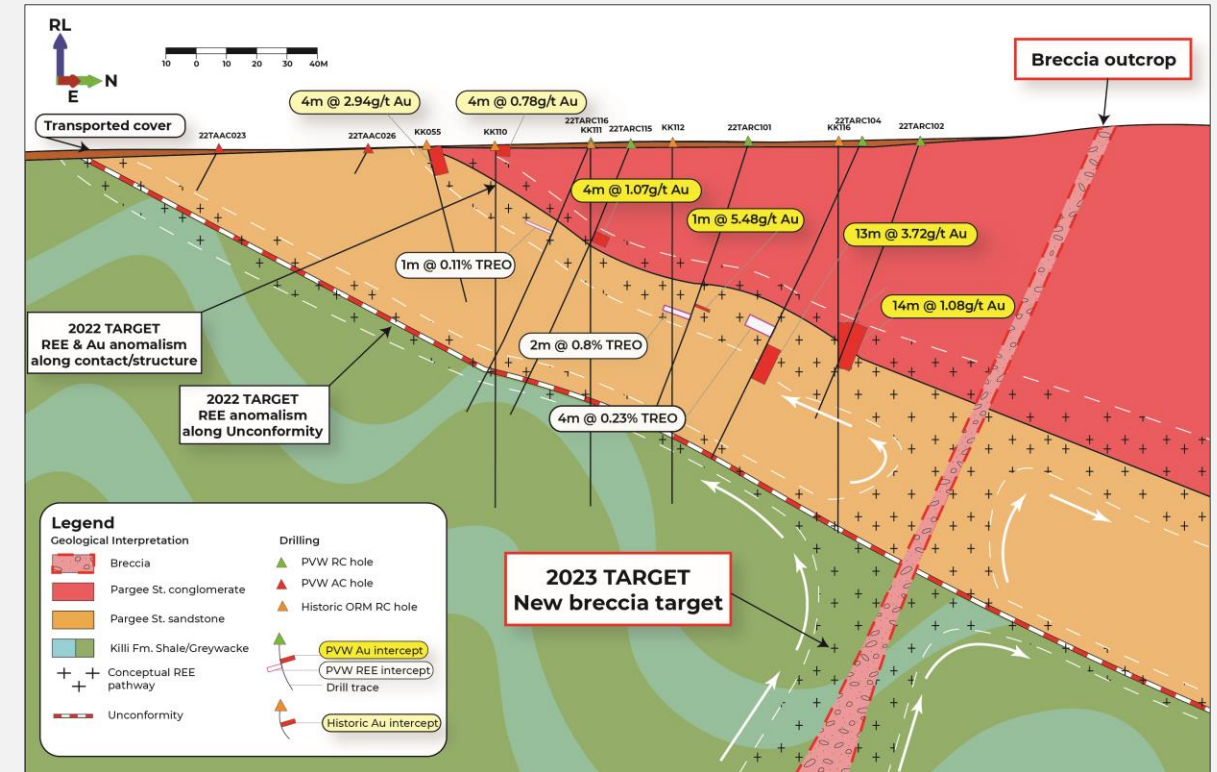 RL
N
E
10 0 10 20 30 40M
Breccia outcrop
4m @ 2.94g/t Au
4m @ 0.78g/t Au
Transported cover
22TAAC023
22TAAC026
KK055
KK110
22TARC116
KK111
22TARC115
KK112
22TARC101
22TARC104
KK116
22TARC102
4m @ 1.07g/t Au
1m @ 5.48g/t Au
13m @ 3.72g/t Au
1m @ 0.11% TREO
14m @ 1.08g/t Au
2022 TARGET
REE & Au anomalism
along contact/structure
2m @ 0.8% TREO
2022 TARGET
REE anomalism
along Unconformity
4m @ 0.23% TREO
2023 TARGET
New breccia target
Legend
Geological Interpretation
Breccia
Pargee St. conglomerate
Pargee St. sandstone
Killi Fm. Shale/Greywacke
Conceptual REE
pathway
Unconformity
Drilling
PVW RC hole
PVW AC hole
Historic ORM RC hole
PVW Au intercept
PVW REE intercept
Drill trace
Historic Au intercept